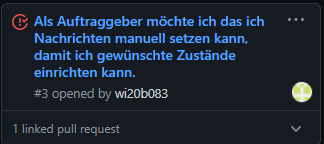 Als Auftraggeber möchte ich das ich
Nachrichten manuell setzen kann,
damit ich gewünschte Zustände
einrichten kann.
#3 opened by wi20b083
1 linked pull request